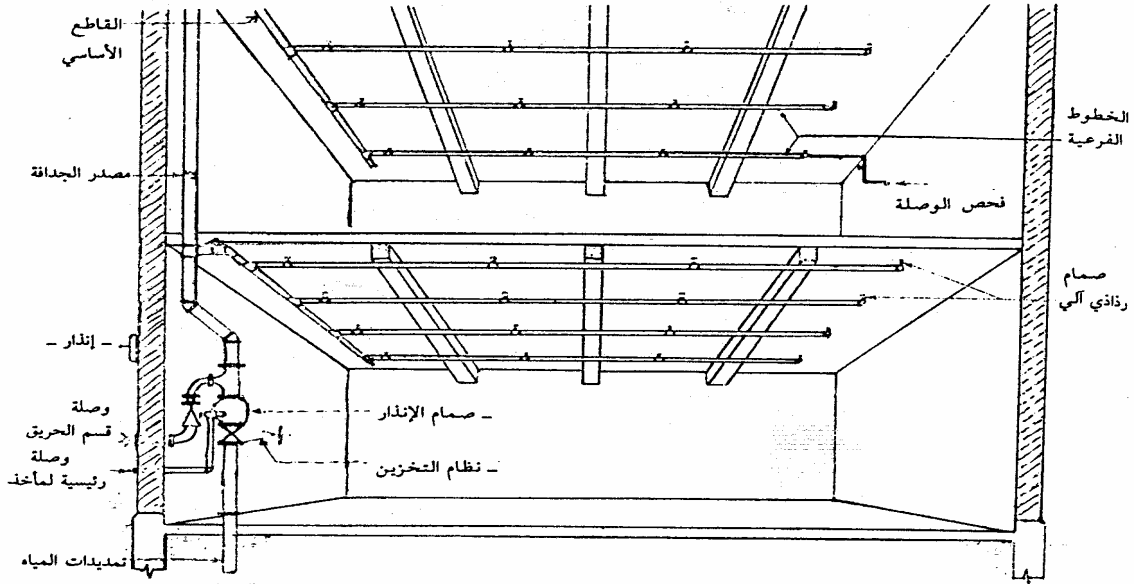 القاطع
الأساسي
مصدر الجدافة
- إنذار -
وصلة
قسم الحريق
وصلة
رئيسية لمأخذ
تمديدات المياه
- صمام الإنذار
- نظام التخزين
الخطوط
الفرعية
فحص الوصلة
صمام
رذاذي آلي